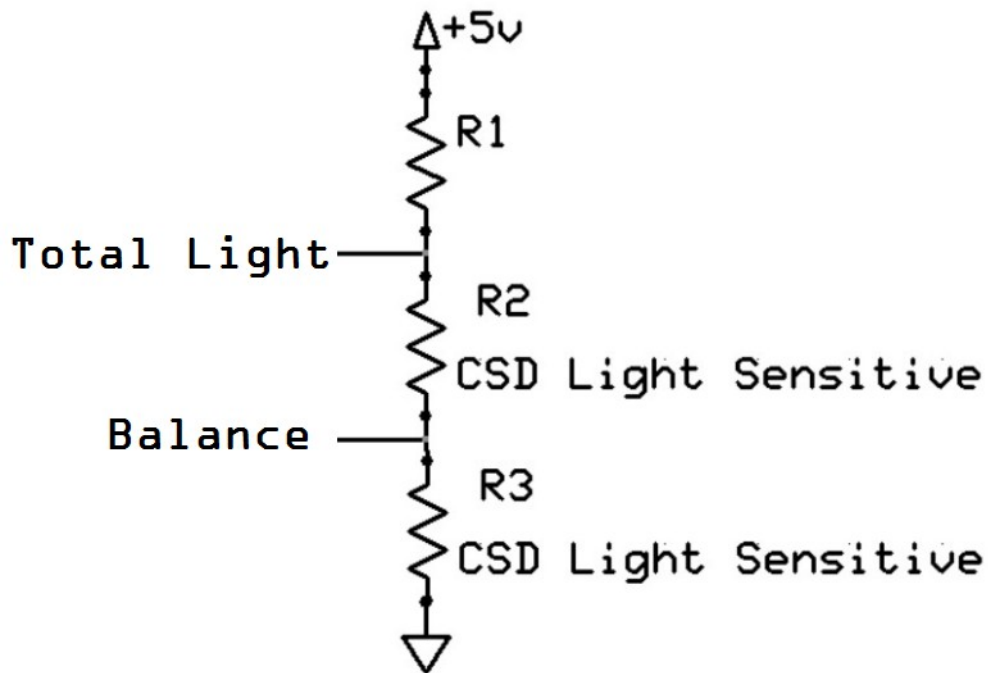 +5v
R1
Total Light
R2
CSD Light Sensitive
Balance
R3
CSD Light Sensitive